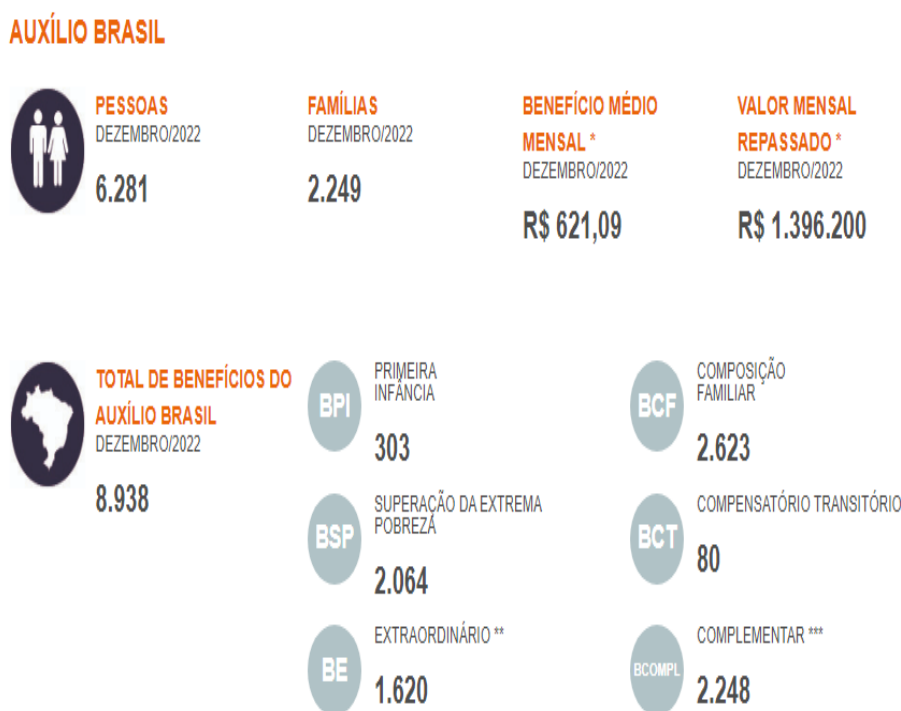 AUXÍLIO BRASIL
PESSOAS
DEZEMBRO/2022
6.281
FAMÍLIAS
DEZEMBRO/2022
2.249
BENEFÍCIO MÉDIO
MENSAL *
DEZEMBRO/2022
R$ 621,09
VALOR MENSAL
REPASSADO *
DEZEMBRO/2022
R$ 1.396.200
TOTAL DE BENEFÍCIOS DO
AUXÍLIO BRASIL
DEZEMBRO/2022
8.938
BPI
PRIMEIRA
INFÂNCIA
303
BCF
COMPOSIÇÃO
FAMILIAR
2.623
BSP
SUPERAÇÃO DA EXTREMA
POBREZA
2.064
BCT
COMPENSATÓRIO TRANSITÓRIO
80
BE
EXTRAORDINÁRIO **
1.620
BCOMPL
COMPLEMENTAR ***
2.248